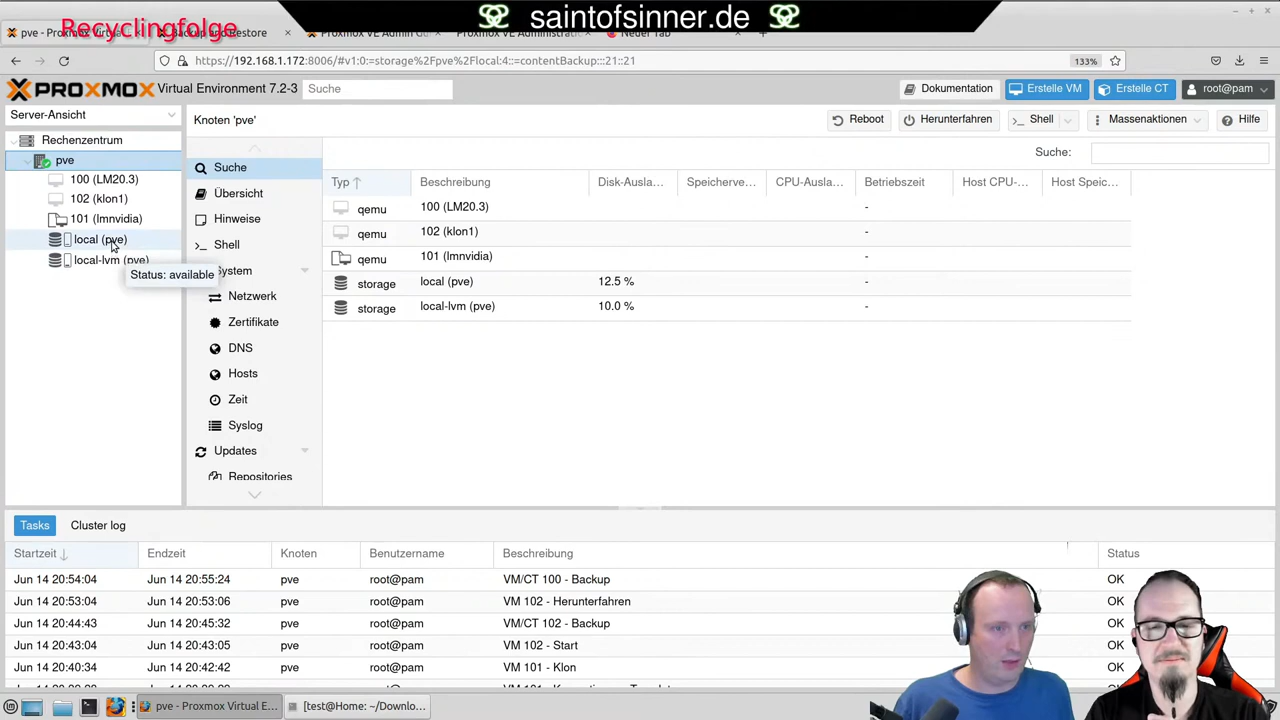 saintofsinner.de
Recyclingfolge
pve - Proxmox Virtual
Backup and Restore
Proxmox VE Admin Gu
Proxmox VE Administrati
Neuer Tab
https://192.168.1.172:8006/#v1:0:=storage%2Fpve%2Flocal:4::=contentBackup:::21::21
133%
PROXMOX Virtual Environment 7.2-3 Suche
Dokumentation Erstelle VM Erstelle CT root@pam
Server-Ansicht
Knoten 'pve' Reboot Herunterfahren Shell Massenaktionen Hilfe
Rechenzentrum
pve
100 (LM20.3)
102 (klon1)
101 (lmnvidia)
local (pve)
local-lvm (pve)
Status: available
Suche
Übersicht
Hinweise
Shell
System
Netzwerk
Zertifikate
DNS
Hosts
Zeit
Syslog
Updates
Repositories
Suche:
Typ Beschreibung Disk-Ausla... Speicherve... CPU-Ausla... Betriebszeit Host CPU-... Host Speic...
qemu 100 (LM20.3) -
qemu 102 (klon1) -
qemu 101 (lmnvidia) -
storage local (pve) 12.5 % -
storage local-lvm (pve) 10.0 % -
Tasks Cluster log
Startzeit Endzeit Knoten Benutzername Beschreibung Status
Jun 14 20:54:04 Jun 14 20:55:24 pve root@pam VM/CT 100 - Backup OK
Jun 14 20:53:04 Jun 14 20:53:06 pve root@pam VM 102 - Herunterfahren OK
Jun 14 20:44:43 Jun 14 20:45:32 pve root@pam VM/CT 102 - Backup OK
Jun 14 20:43:04 Jun 14 20:43:05 pve root@pam VM 102 - Start OK
Jun 14 20:40:34 Jun 14 20:42:42 pve root@pam VM 101 - Klon OK
pve - Proxmox Virtual E... [test@Home: ~/Downlo...